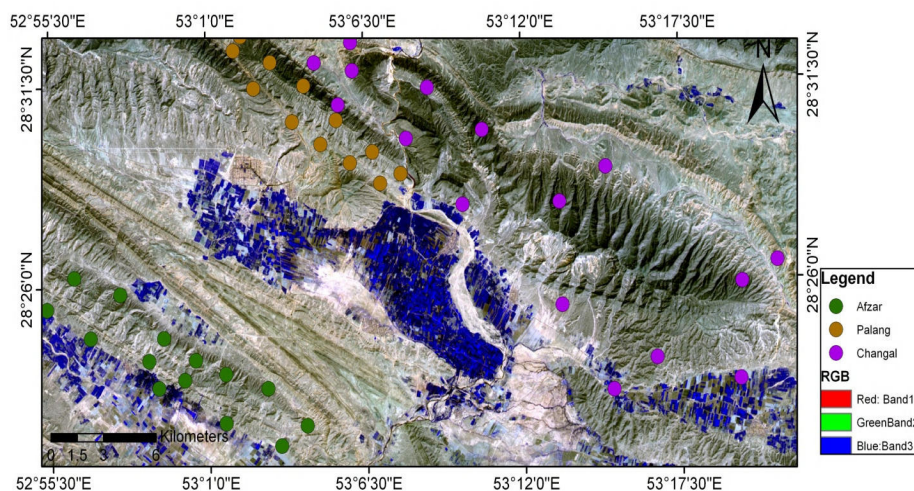 52°55'30"E 53°1'0"E 53°6'30"E 53°12'0"E 53°17'30"E
N
28°31'30"N 28°31'30"N
28°26'0"N 28°26'0"N
Legend
Afzar
Palang
Changal
RGB
Red: Band1
GreenBand2
Blue:Band3
Kilometers
0 1.5 3 6
52°55'30"E 53°1'0"E 53°6'30"E 53°12'0"E 53°17'30"E